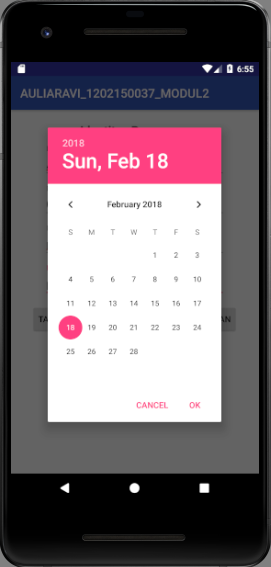 6:55
AULIARAVI_1202150037_MODUL2
2018
Sun, Feb 18
February 2018
S M T W T F S
1 2 3
4 5 6 7 8 9 10
11 12 13 14 15 16 17
18 19 20 21 22 23 24
25 26 27 28
TA AN
CANCEL OK